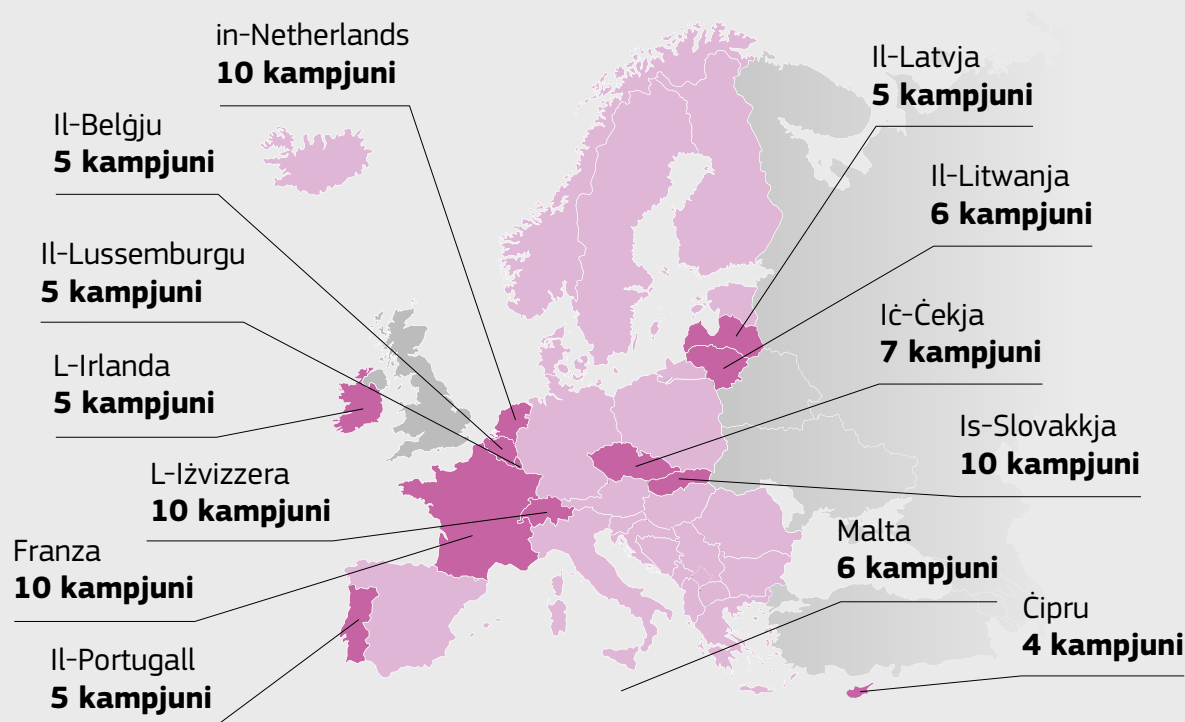 in-Netherlands
10 kampjuni
Il-Belġju
5 kampjuni
Il-Lussemburgu
5 kampjuni
L-Irlanda
5 kampjuni
L-Iżvizzera
10 kampjuni
Franza
10 kampjuni
Il-Portugall
5 kampjuni
Il-Latvja
5 kampjuni
Il-Litwanja
6 kampjuni
Iċ-Ċekja
7 kampjuni
Is-Slovakkja
10 kampjuni
Malta
6 kampjuni
Ċipru
4 kampjuni